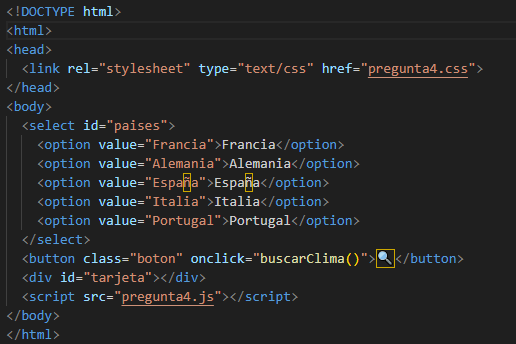 <!DOCTYPE html>
<html>
<head>
<link rel="stylesheet" type="text/css" href="pregunta4.css">
</head>
<body>
<select id="paises">
<option value="Francia">Francia</option>
<option value="Alemania">Alemania</option>
<option value="España">España</option>
<option value="Italia">Italia</option>
<option value="Portugal">Portugal</option>
</select>
<button class="boton" onclick="buscarClima()">🔍</button>
<div id="tarjeta"></div>
<script src="pregunta4.js"></script>
</body>
</html>